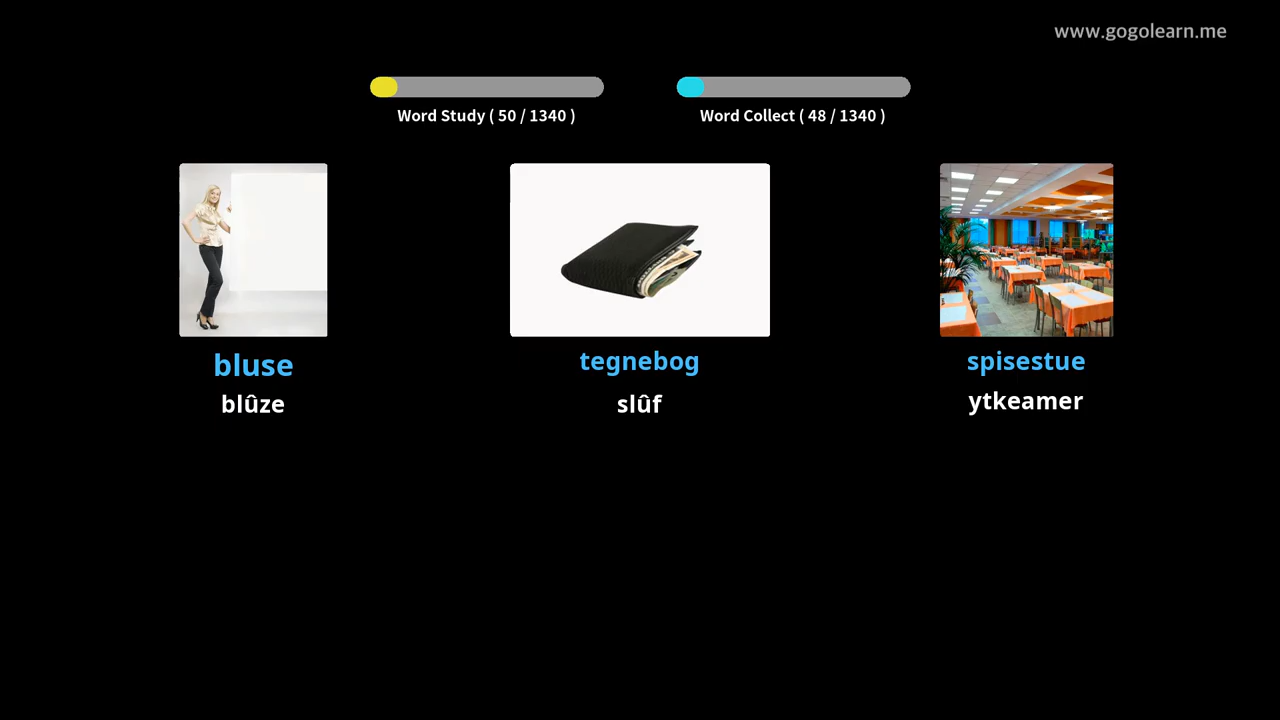 www.gogolearn.me
Word Study ( 50 / 1340 )
Word Collect ( 48 / 1340 )
bluse
tegnebog
spisestue
blûze
slûf
ytkeamer